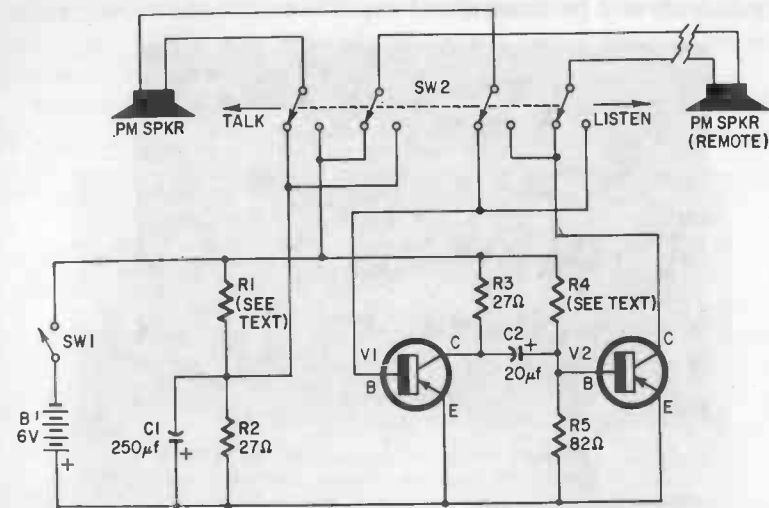 SW2
TALK
LISTEN
PM SPKR
PM SPKR
(REMOTE)
R1
(SEE
TEXT)
R3
27Ω
R4
(SEE TEXT)
SW1
V1
C
C2
+
20µf
V2
C
B
B
E
E
B1
6V
+
C1
250µf
+
R2
27Ω
R5
82Ω